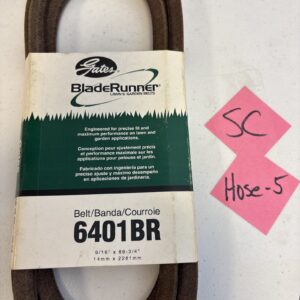 Gates
BladeRunner
LAWN & GARDEN BELTS
Engineered for precise fit and
maximum performance on lawn and
garden applications.
Conception pour ajustement précis
et performance maximale sur les
applications pour pelouse et jardin.
Fabricado con ingeniería para un
preciso ajuste y máximo desempeño
en aplicaciones de jardinería.
Belt/Banda/Courroie
6401BR
9/16" x 89-3/4"
14mm x 2281mm
SC
Hose-5